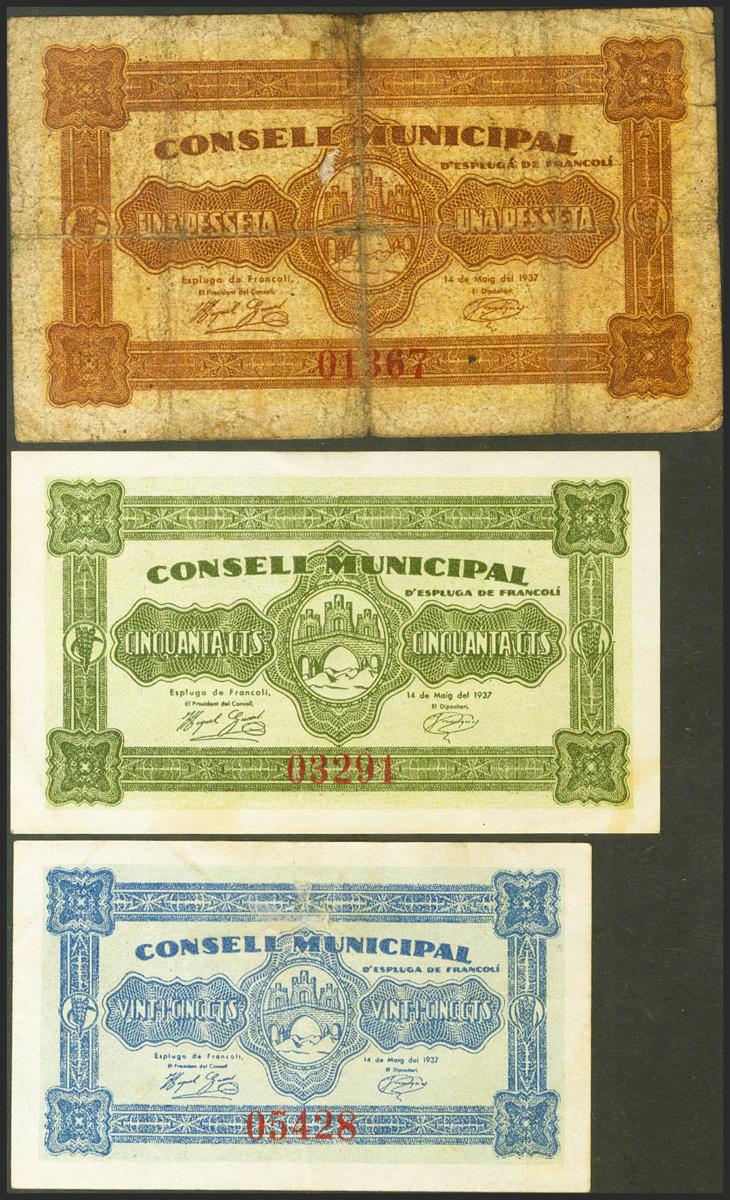 CONSELL MUNICIPAL
D'ESPLUGA DE FRANCOLÍ
UNA PESSETA UNA PESSETA
Espluga de Francolí, 14 de Maig del 1937
El President del Consell, El Dipositari,
Miquel
01367
CONSELL MUNICIPAL
D'ESPLUGA DE FRANCOLÍ
CINQUANTA CTS CINQUANTA CTS
Espluga de Francolí, 14 de Maig del 1937
El President del Consell, El Dipositari,
Miquel
03291
CONSELL MUNICIPAL
D'ESPLUGA DE FRANCOLÍ
VINT-I-CINC CTS VINT-I-CINC CTS
Espluga de Francolí, 14 de Maig del 1937
El President del Consell El Dipositari,
Miquel
05428